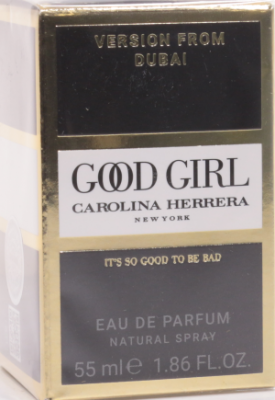 VERSION FROM
DUBAI
GOOD GIRL
CAROLINA HERRERA
NEW YORK
IT'S SO GOOD TO BE BAD
EAU DE PARFUM
NATURAL SPRAY
55 ml e 1.86 FL.OZ.